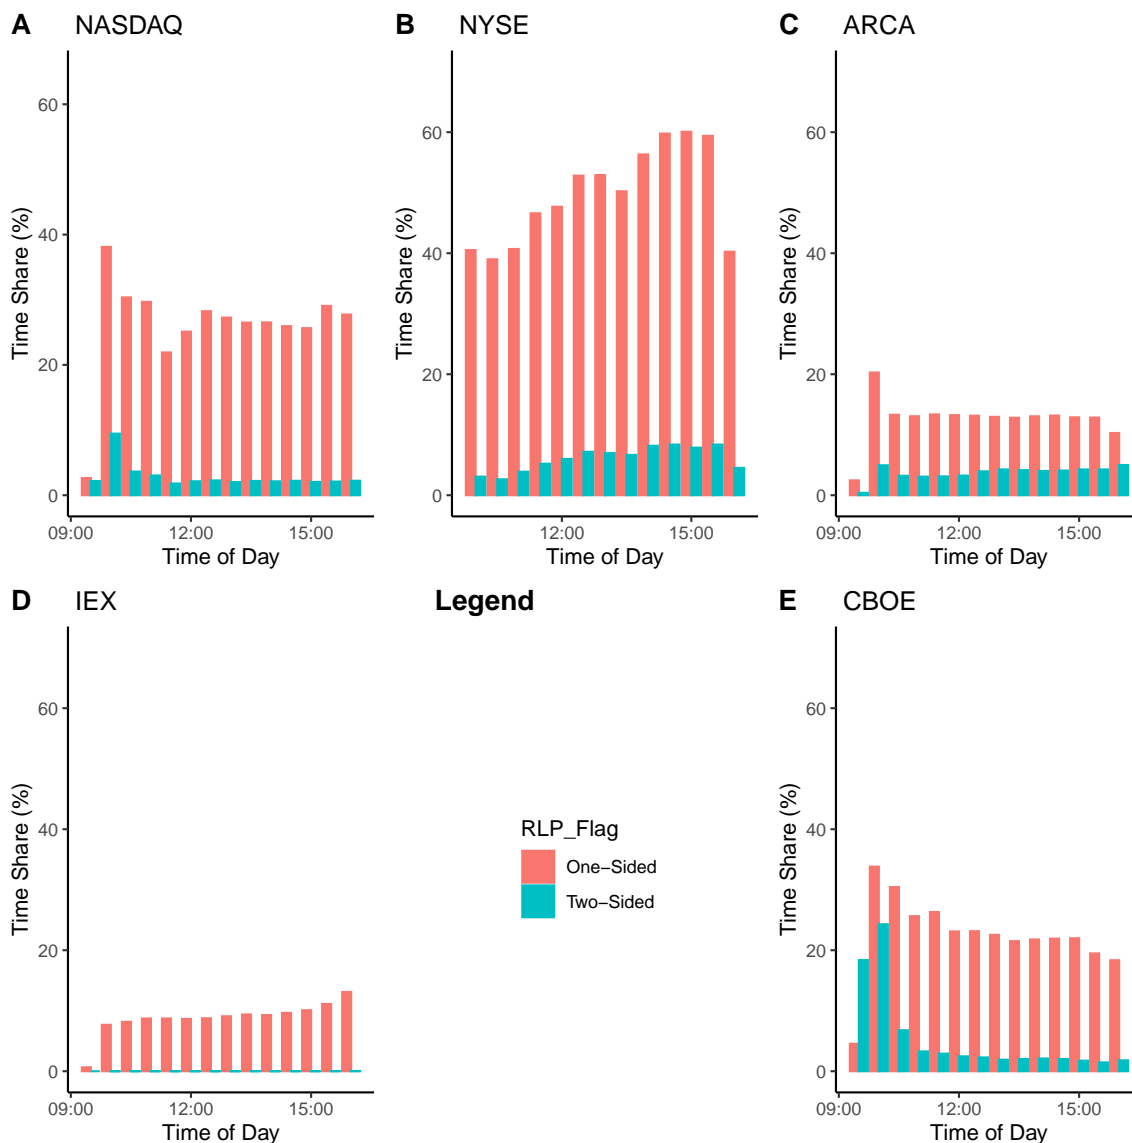 A NASDAQ
60
40
20
0
Time Share (%)
09:00 12:00 15:00
Time of Day
B NYSE
60
40
20
0
Time Share (%)
12:00 15:00
Time of Day
C ARCA
60
40
20
0
Time Share (%)
09:00 12:00 15:00
Time of Day
D IEX
60
40
20
0
Time Share (%)
09:00 12:00 15:00
Time of Day
Legend
RLP_Flag
One−Sided
Two−Sided
E CBOE
60
40
20
0
Time Share (%)
09:00 12:00 15:00
Time of Day